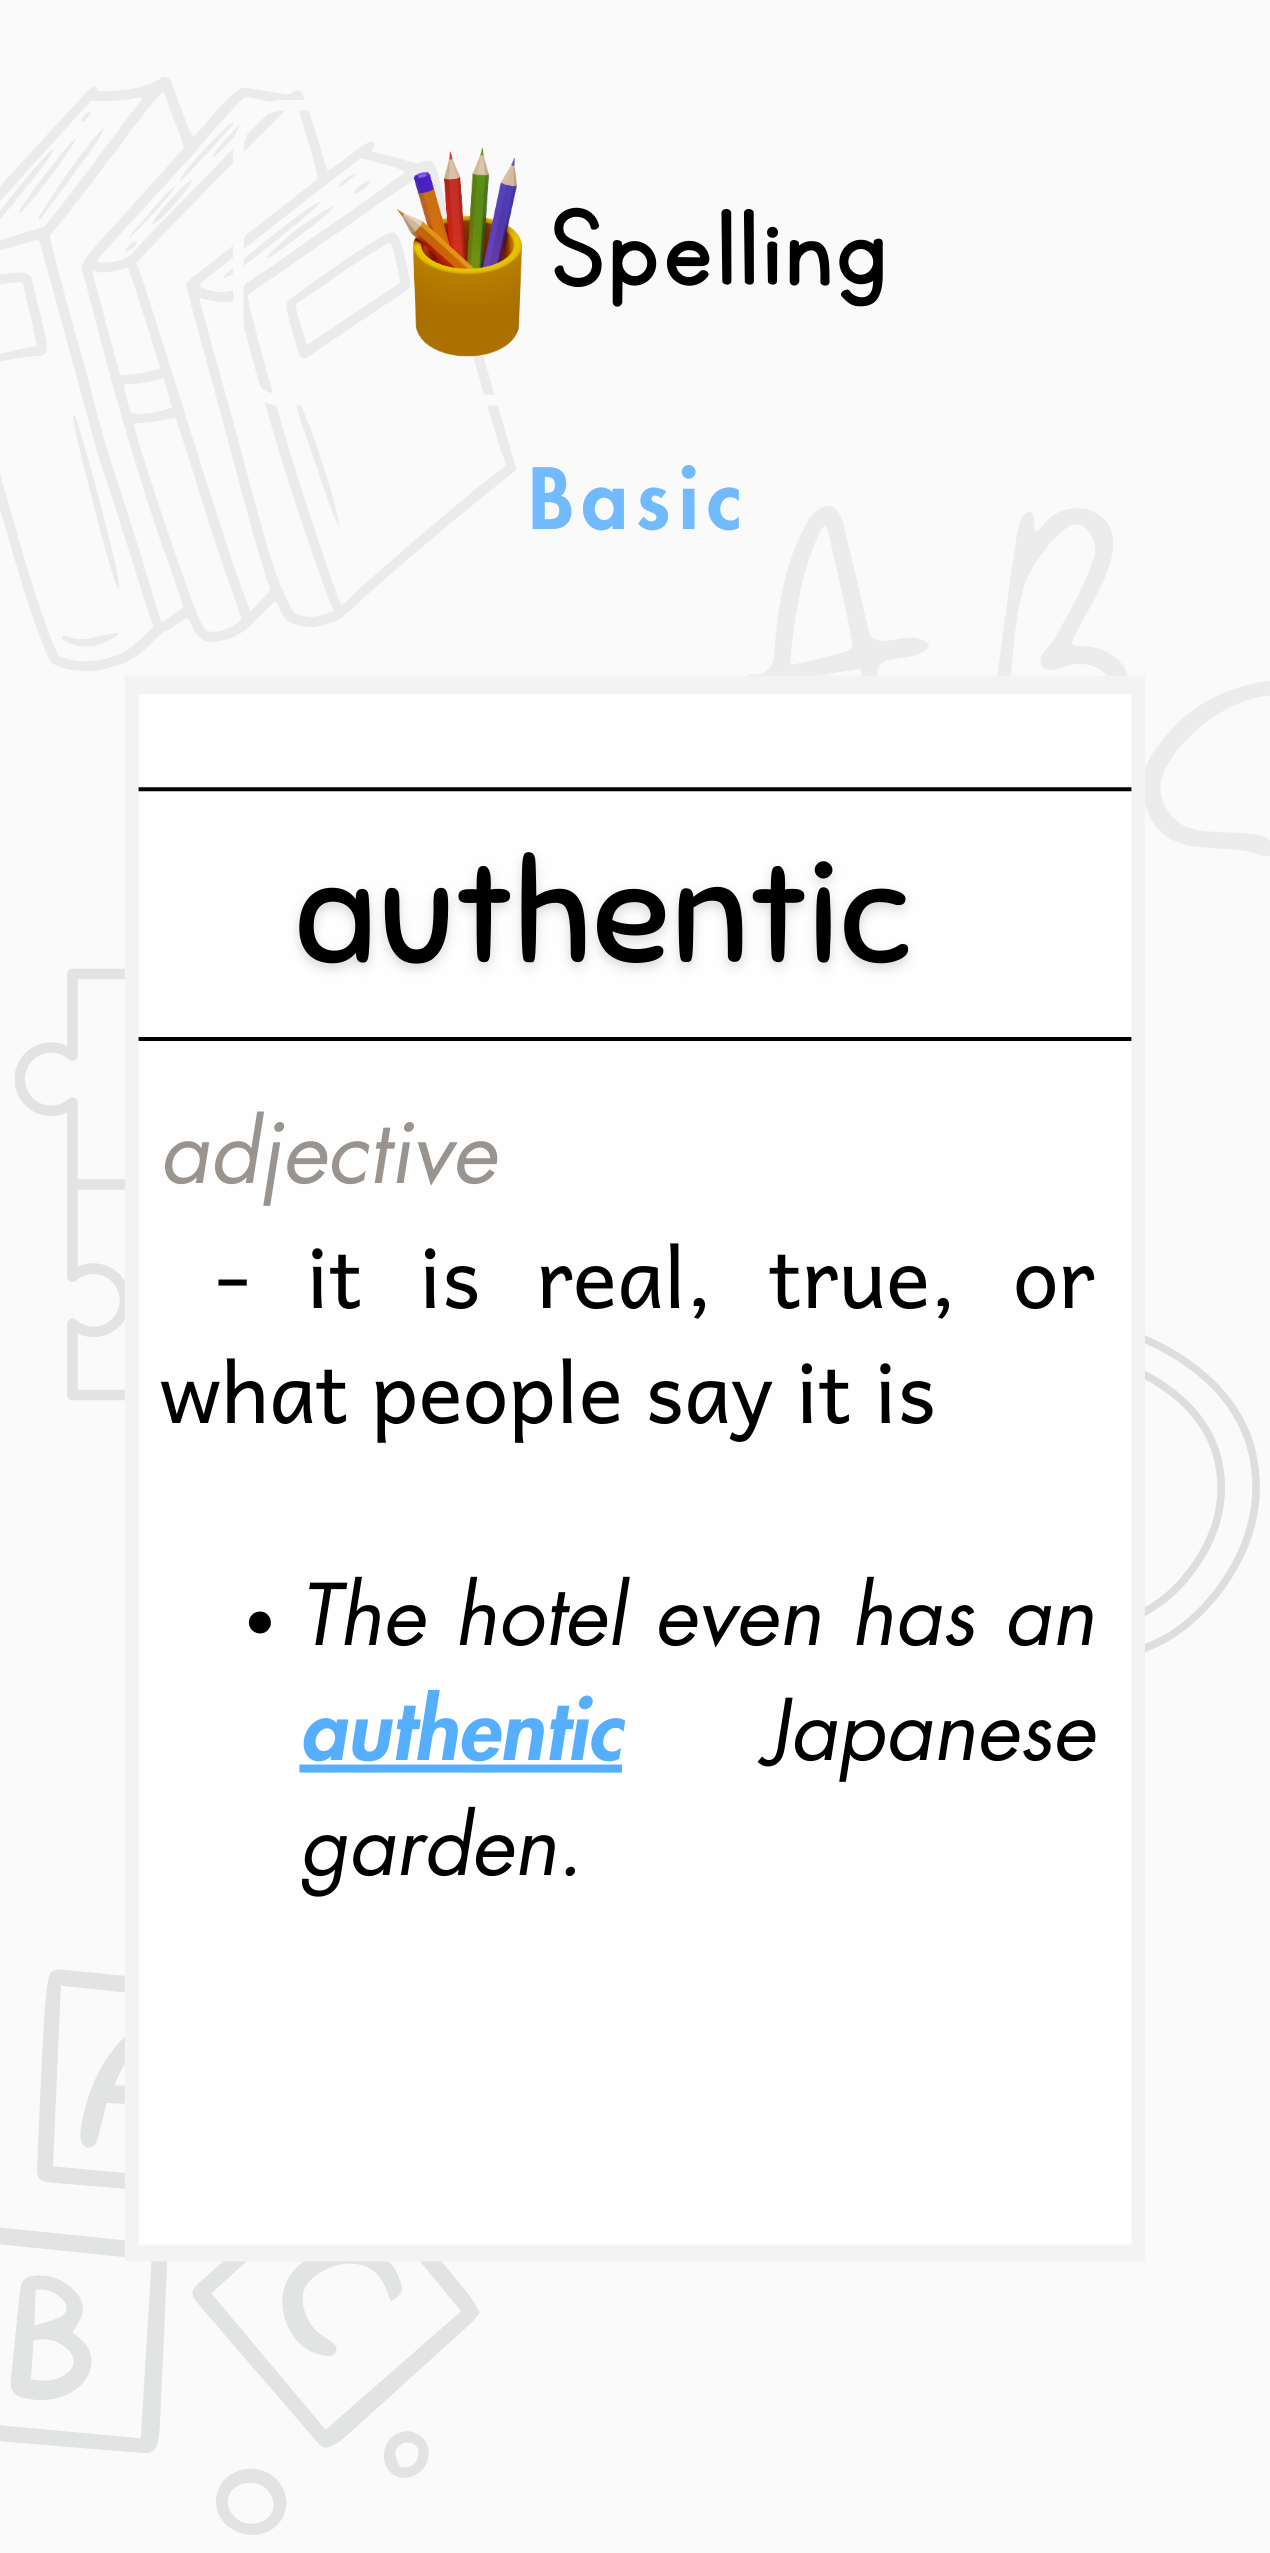 Spelling
Basic
A B
authentic
adjective
- it is real, true, or
what people say it is
• The hotel even has an
authentic Japanese
garden.
A
B
C